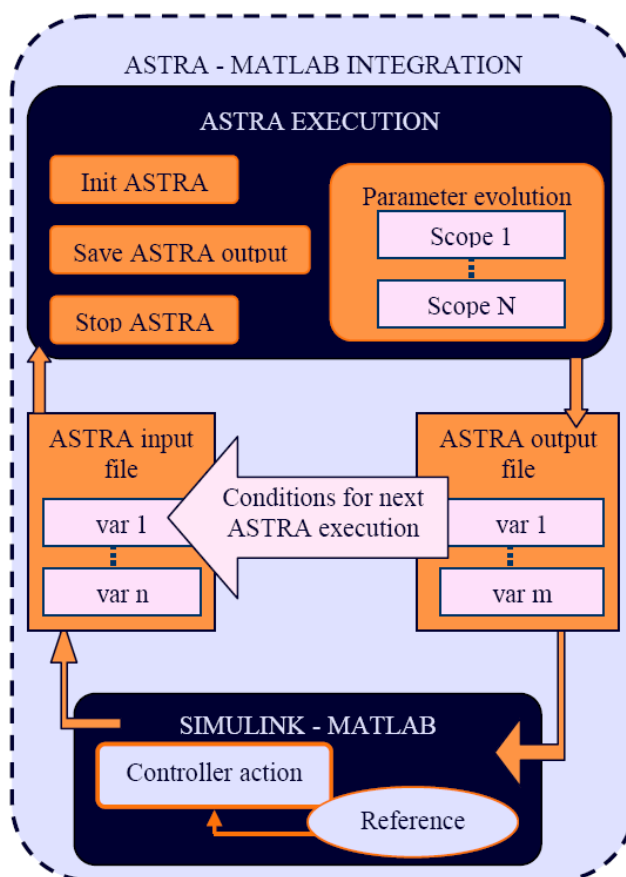 ASTRA - MATLAB INTEGRATION
ASTRA EXECUTION
Init ASTRA
Save ASTRA output
Stop ASTRA
Parameter evolution
Scope 1
Scope N
ASTRA input
file
var 1
var n
Conditions for next
ASTRA execution
ASTRA output
file
var 1
var m
SIMULINK - MATLAB
Controller action
Reference